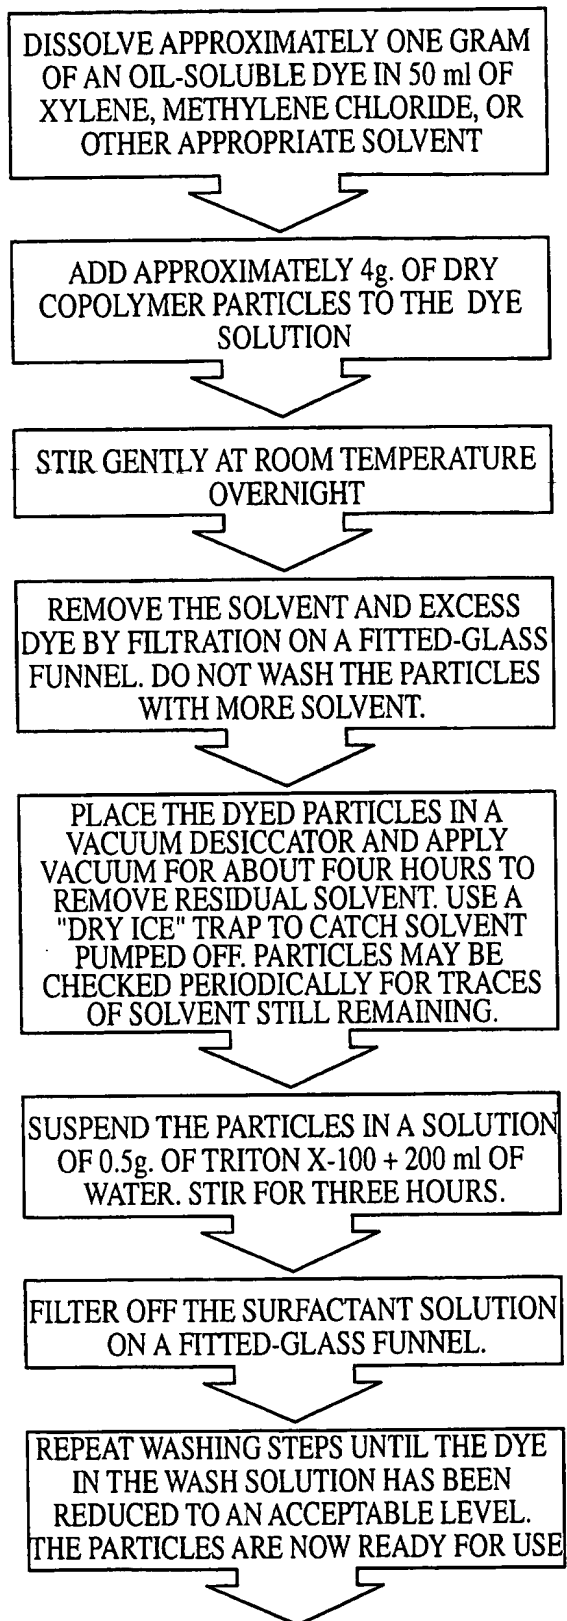 DISSOLVE APPROXIMATELY ONE GRAM
OF AN OIL-SOLUBLE DYE IN 50 ml OF
XYLENE, METHYLENE CHLORIDE, OR
OTHER APPROPRIATE SOLVENT
ADD APPROXIMATELY 4g. OF DRY
COPOLYMER PARTICLES TO THE DYE
SOLUTION
STIR GENTLY AT ROOM TEMPERATURE
OVERNIGHT
REMOVE THE SOLVENT AND EXCESS
DYE BY FILTRATION ON A FITTED-GLASS
FUNNEL. DO NOT WASH THE PARTICLES
WITH MORE SOLVENT.
PLACE THE DYED PARTICLES IN A
VACUUM DESICCATOR AND APPLY
VACUUM FOR ABOUT FOUR HOURS TO
REMOVE RESIDUAL SOLVENT. USE A
"DRY ICE" TRAP TO CATCH SOLVENT
PUMPED OFF. PARTICLES MAY BE
CHECKED PERIODICALLY FOR TRACES
OF SOLVENT STILL REMAINING.
SUSPEND THE PARTICLES IN A SOLUTION
OF 0.5g. OF TRITON X-100 + 200 ml OF
WATER. STIR FOR THREE HOURS.
FILTER OFF THE SURFACTANT SOLUTION
ON A FITTED-GLASS FUNNEL.
REPEAT WASHING STEPS UNTIL THE DYE
IN THE WASH SOLUTION HAS BEEN
REDUCED TO AN ACCEPTABLE LEVEL.
THE PARTICLES ARE NOW READY FOR USE